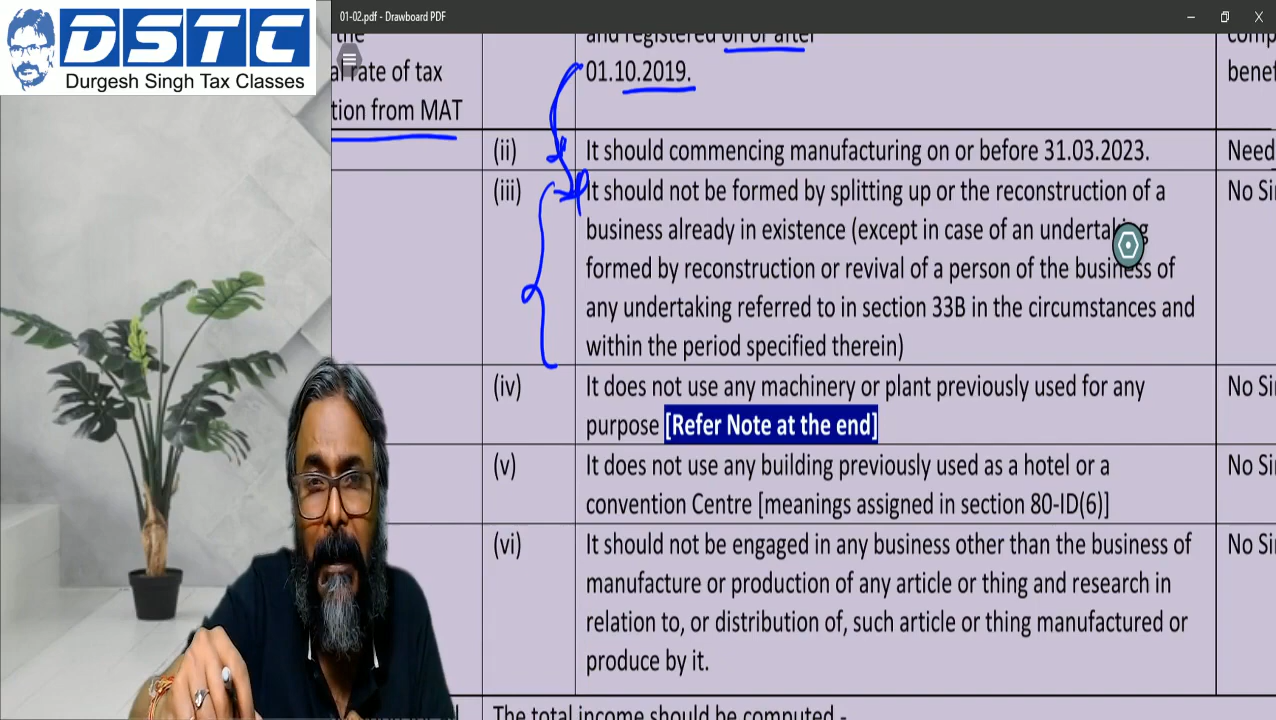 DSTC
Durgesh Singh Tax Classes
01-02.pdf - Drawboard PDF
the
and registered on or after
al rate of tax
01.10.2019.
benef
tion from MAT
(ii) It should commencing manufacturing on or before 31.03.2023. Need
(iii) It should not be formed by splitting up or the reconstruction of a No Si
business already in existence (except in case of an undertaking
formed by reconstruction or revival of a person of the business of
any undertaking referred to in section 33B in the circumstances and
within the period specified therein)
(iv) It does not use any machinery or plant previously used for any No Si
purpose [Refer Note at the end]
(v) It does not use any building previously used as a hotel or a No Si
convention Centre [meanings assigned in section 80-ID(6)]
(vi) It should not be engaged in any business other than the business of No Si
manufacture or production of any article or thing and research in
relation to, or distribution of, such article or thing manufactured or
produce by it.
The total income should be computed -